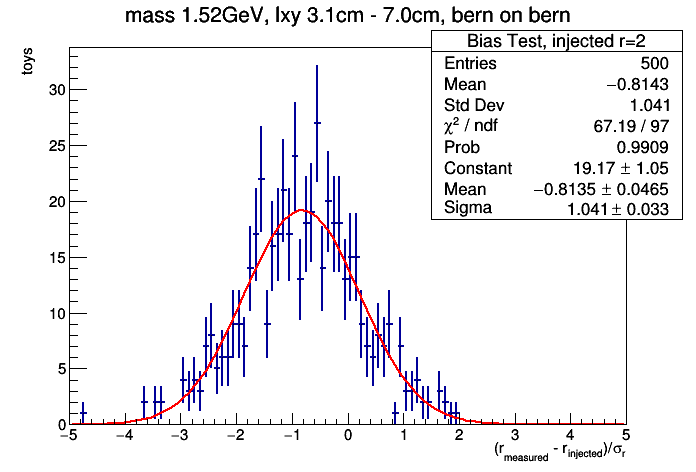 mass 1.52GeV, lxy 3.1cm - 7.0cm, bern on bern
Bias Test, injected r=2
Entries 500
Mean −0.8143
Std Dev 1.041
χ² / ndf 67.19 / 97
Prob 0.9909
Constant 19.17 ± 1.05
Mean −0.8135 ± 0.0465
Sigma 1.041 ± 0.033
toys
30
25
20
15
10
5
0
−5 −4 −3 −2 −1 0 1 2 3 4 5
(r_measured - r_injected)/σ_r